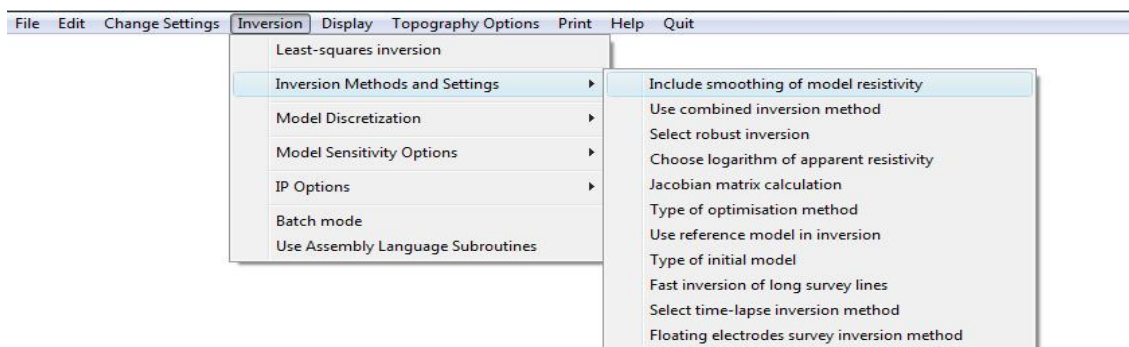 File Edit Change Settings Inversion Display Topography Options Print Help Quit
Least-squares inversion
Inversion Methods and Settings
Model Discretization
Model Sensitivity Options
IP Options
Batch mode
Use Assembly Language Subroutines
Include smoothing of model resistivity
Use combined inversion method
Select robust inversion
Choose logarithm of apparent resistivity
Jacobian matrix calculation
Type of optimisation method
Use reference model in inversion
Type of initial model
Fast inversion of long survey lines
Select time-lapse inversion method
Floating electrodes survey inversion method